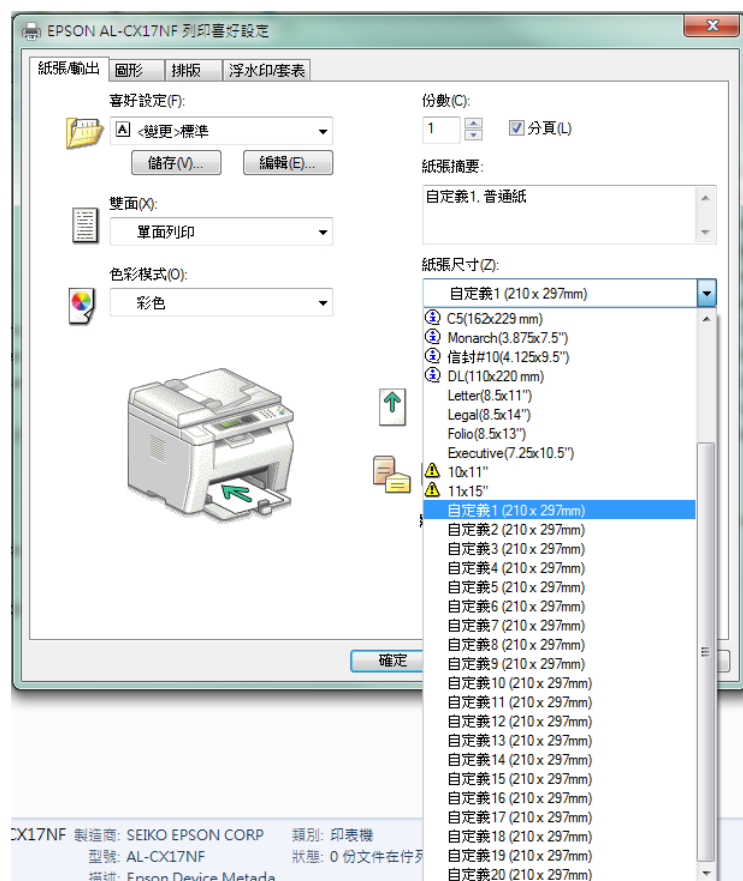 EPSON AL-CX17NF 列印喜好設定
紙張/輸出 圖形 排版 浮水印/套表
喜好設定(F):
A <變更>標準
儲存(V)... 編輯(E)...
雙面(X):
單面列印
色彩模式(O):
彩色
份數(C):
1 分頁(L)
紙張摘要:
自定義1, 普通紙
紙張尺寸(Z):
自定義1 (210 x 297mm)
C5(162x229 mm)
Monarch(3.875x7.5")
信封#10(4.125x9.5")
DL(110x220 mm)
Letter(8.5x11")
Legal(8.5x14")
Folio(8.5x13")
Executive(7.25x10.5")
10x11"
11x15"
自定義1 (210 x 297mm)
自定義2 (210 x 297mm)
自定義3 (210 x 297mm)
自定義4 (210 x 297mm)
自定義5 (210 x 297mm)
自定義6 (210 x 297mm)
自定義7 (210 x 297mm)
自定義8 (210 x 297mm)
自定義9 (210 x 297mm)
自定義10 (210 x 297mm)
自定義11 (210 x 297mm)
自定義12 (210 x 297mm)
自定義13 (210 x 297mm)
自定義14 (210 x 297mm)
自定義15 (210 x 297mm)
自定義16 (210 x 297mm)
自定義17 (210 x 297mm)
自定義18 (210 x 297mm)
自定義19 (210 x 297mm)
自定義20 (210 x 297mm)
確定
CX17NF 製造商: SEIKO EPSON CORP 類別: 印表機
型號: AL-CX17NF 狀態: 0 份文件在佇列
描述: Epson Device Metada